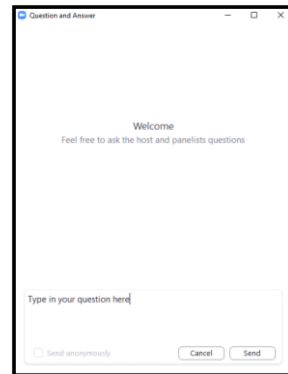 Question and Answer
Welcome
Feel free to ask the host and panelists questions
Type in your question here
Send anonymously
Cancel
Send